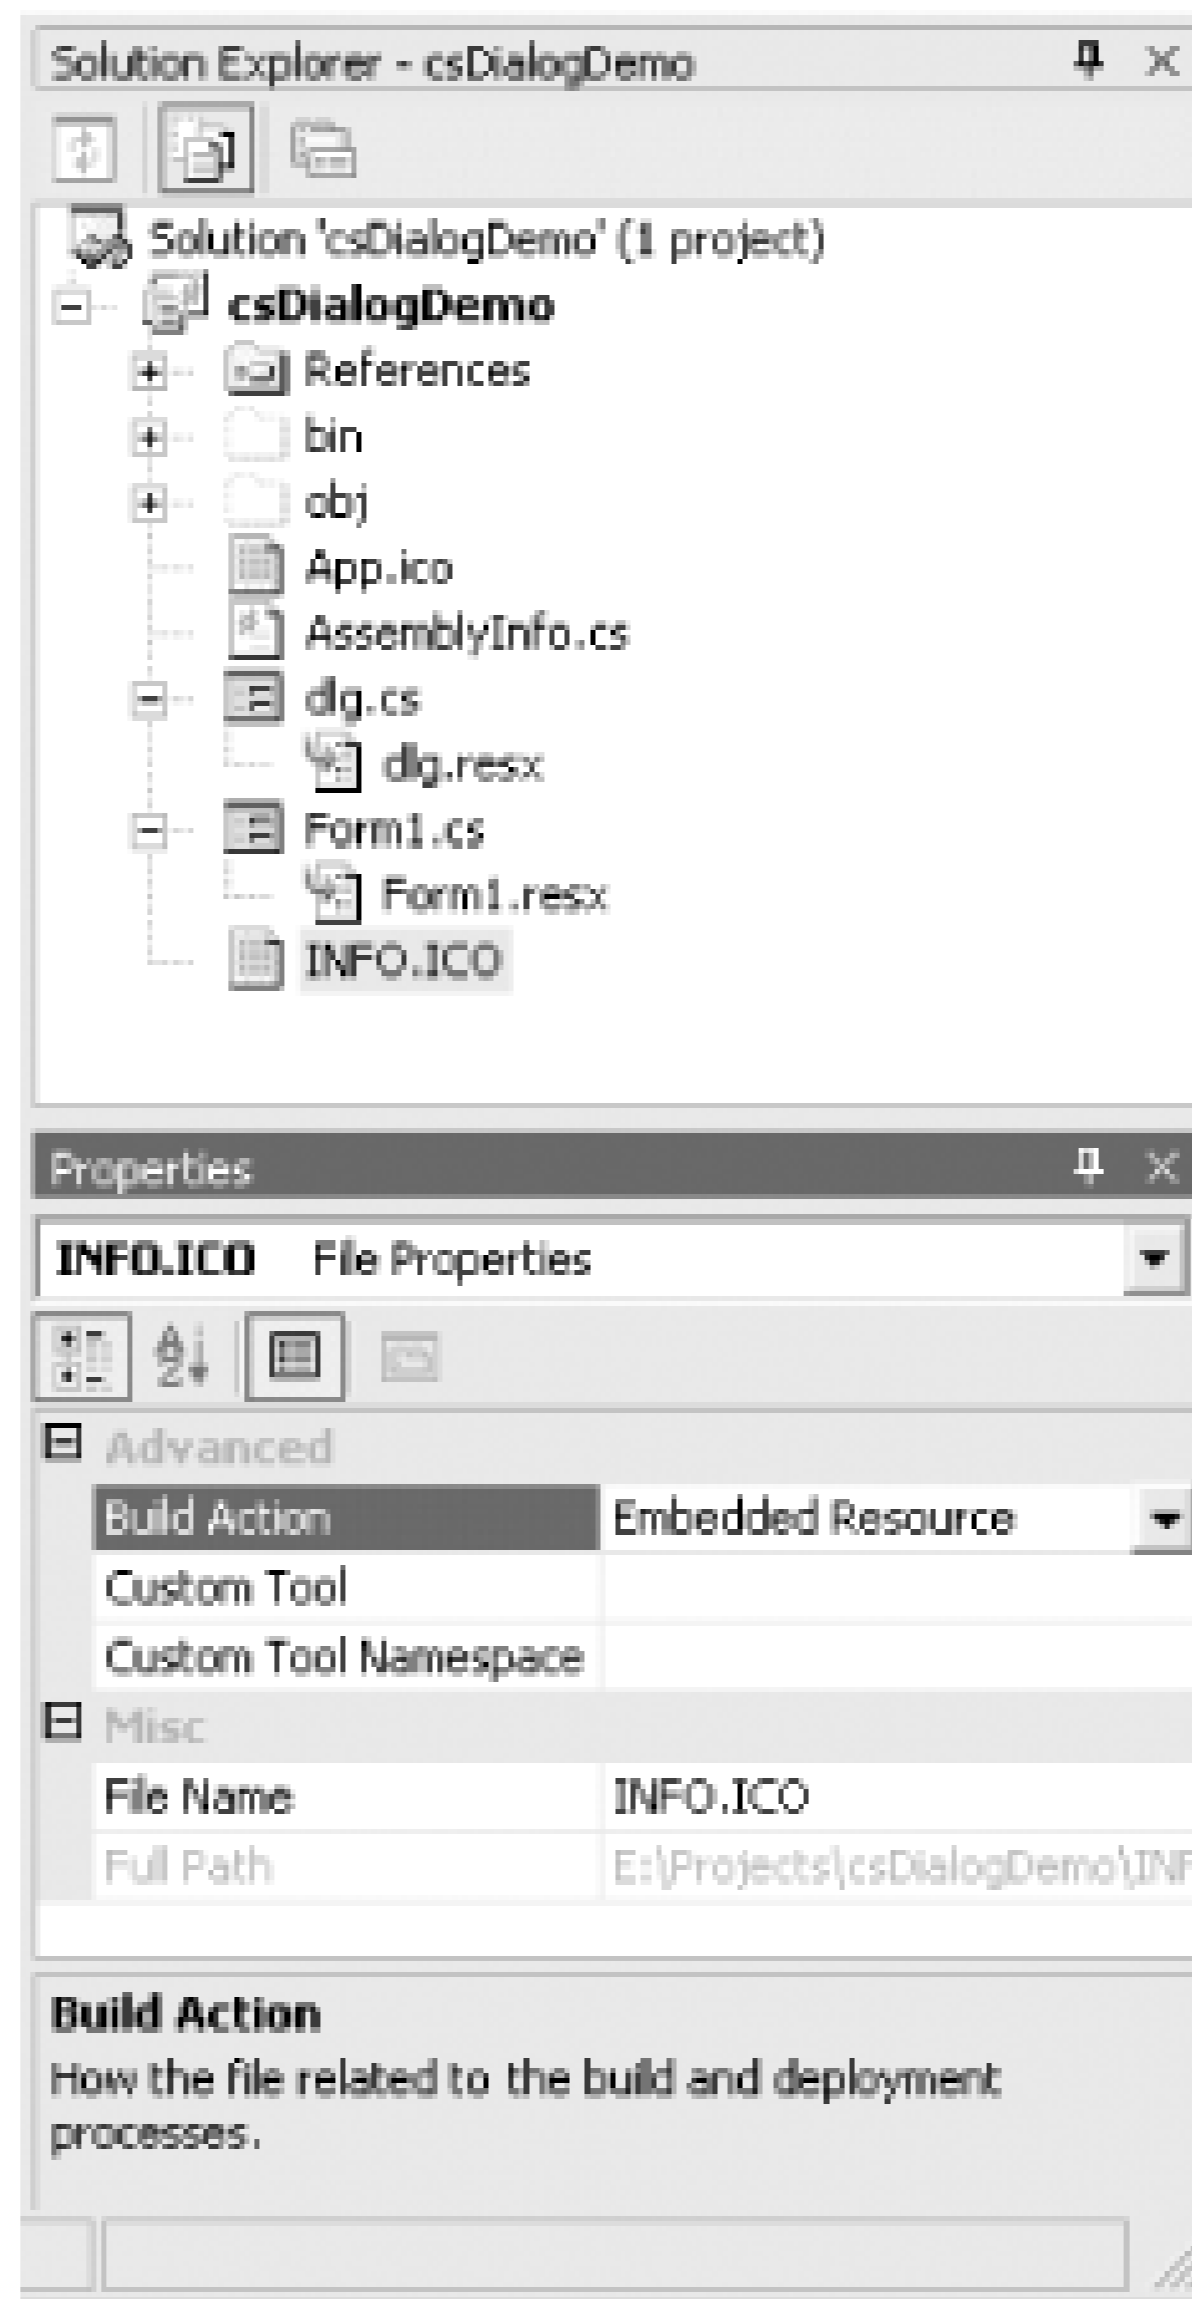 Solution Explorer - csDialogDemo
Solution 'csDialogDemo' (1 project)
csDialogDemo
References
bin
obj
App.ico
AssemblyInfo.cs
dlg.cs
dlg.resx
Form1.cs
Form1.resx
INFO.ICO
Properties
INFO.ICO File Properties
Advanced
Build Action Embedded Resource
Custom Tool
Custom Tool Namespace
Misc
File Name INFO.ICO
Full Path E:\Projects\csDialogDemo\INF
Build Action
How the file related to the build and deployment
processes.